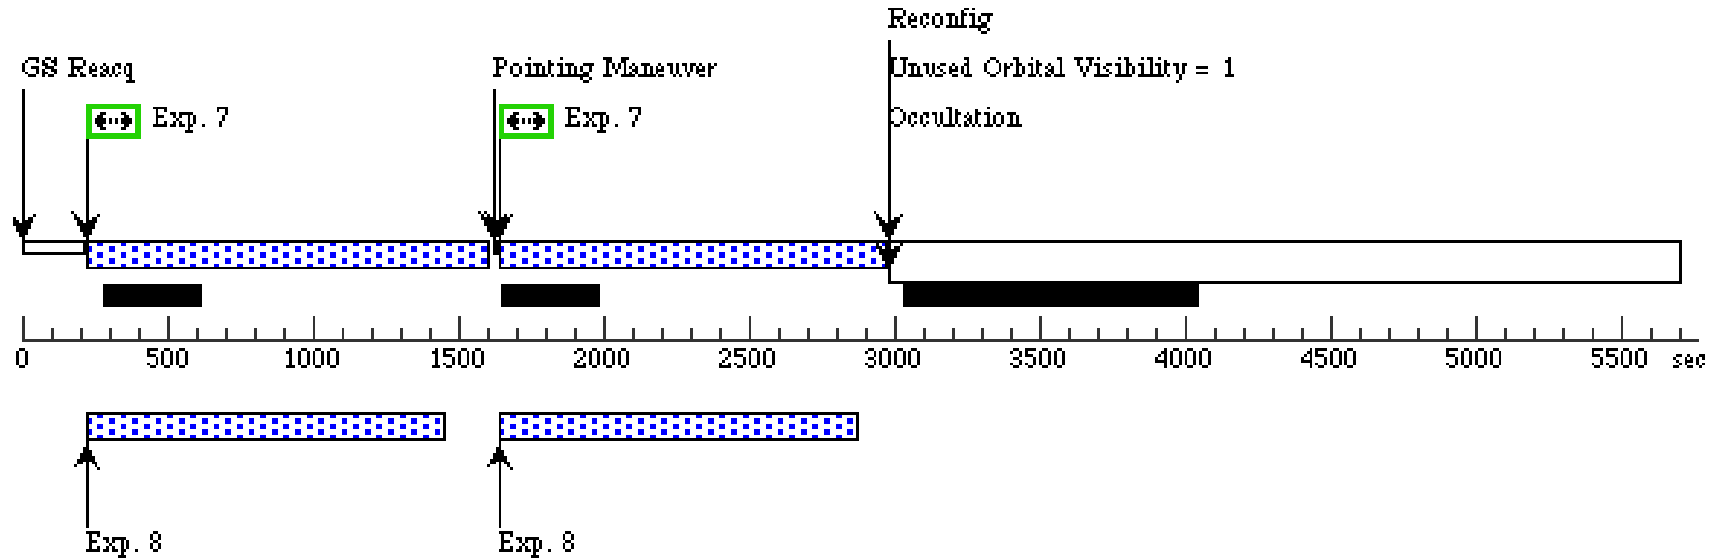 Reconfig
GS Reacq
Pointing Maneuver
Unused Orbital Visibility = 1
Exp. 7
Exp. 7
Occultation
0 500 1000 1500 2000 2500 3000 3500 4000 4500 5000 5500 sec
Exp. 8
Exp. 8